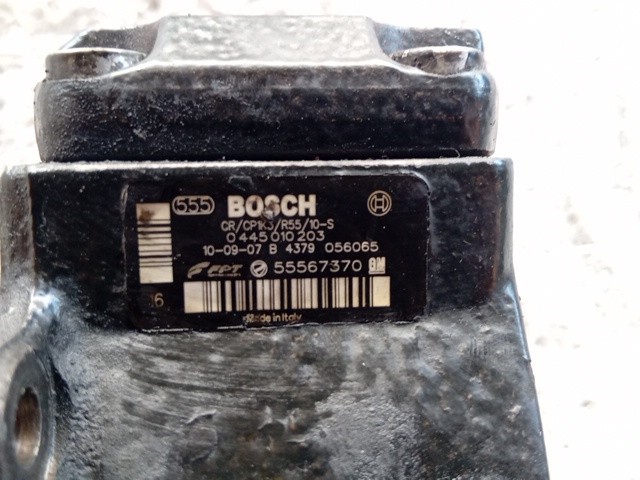 555 BOSCH
CR/CP1K3/R55/10-S
0 445 010 203
10-09-07 B 4379 056065
FPT 55567370 GM
16
Made in Italy